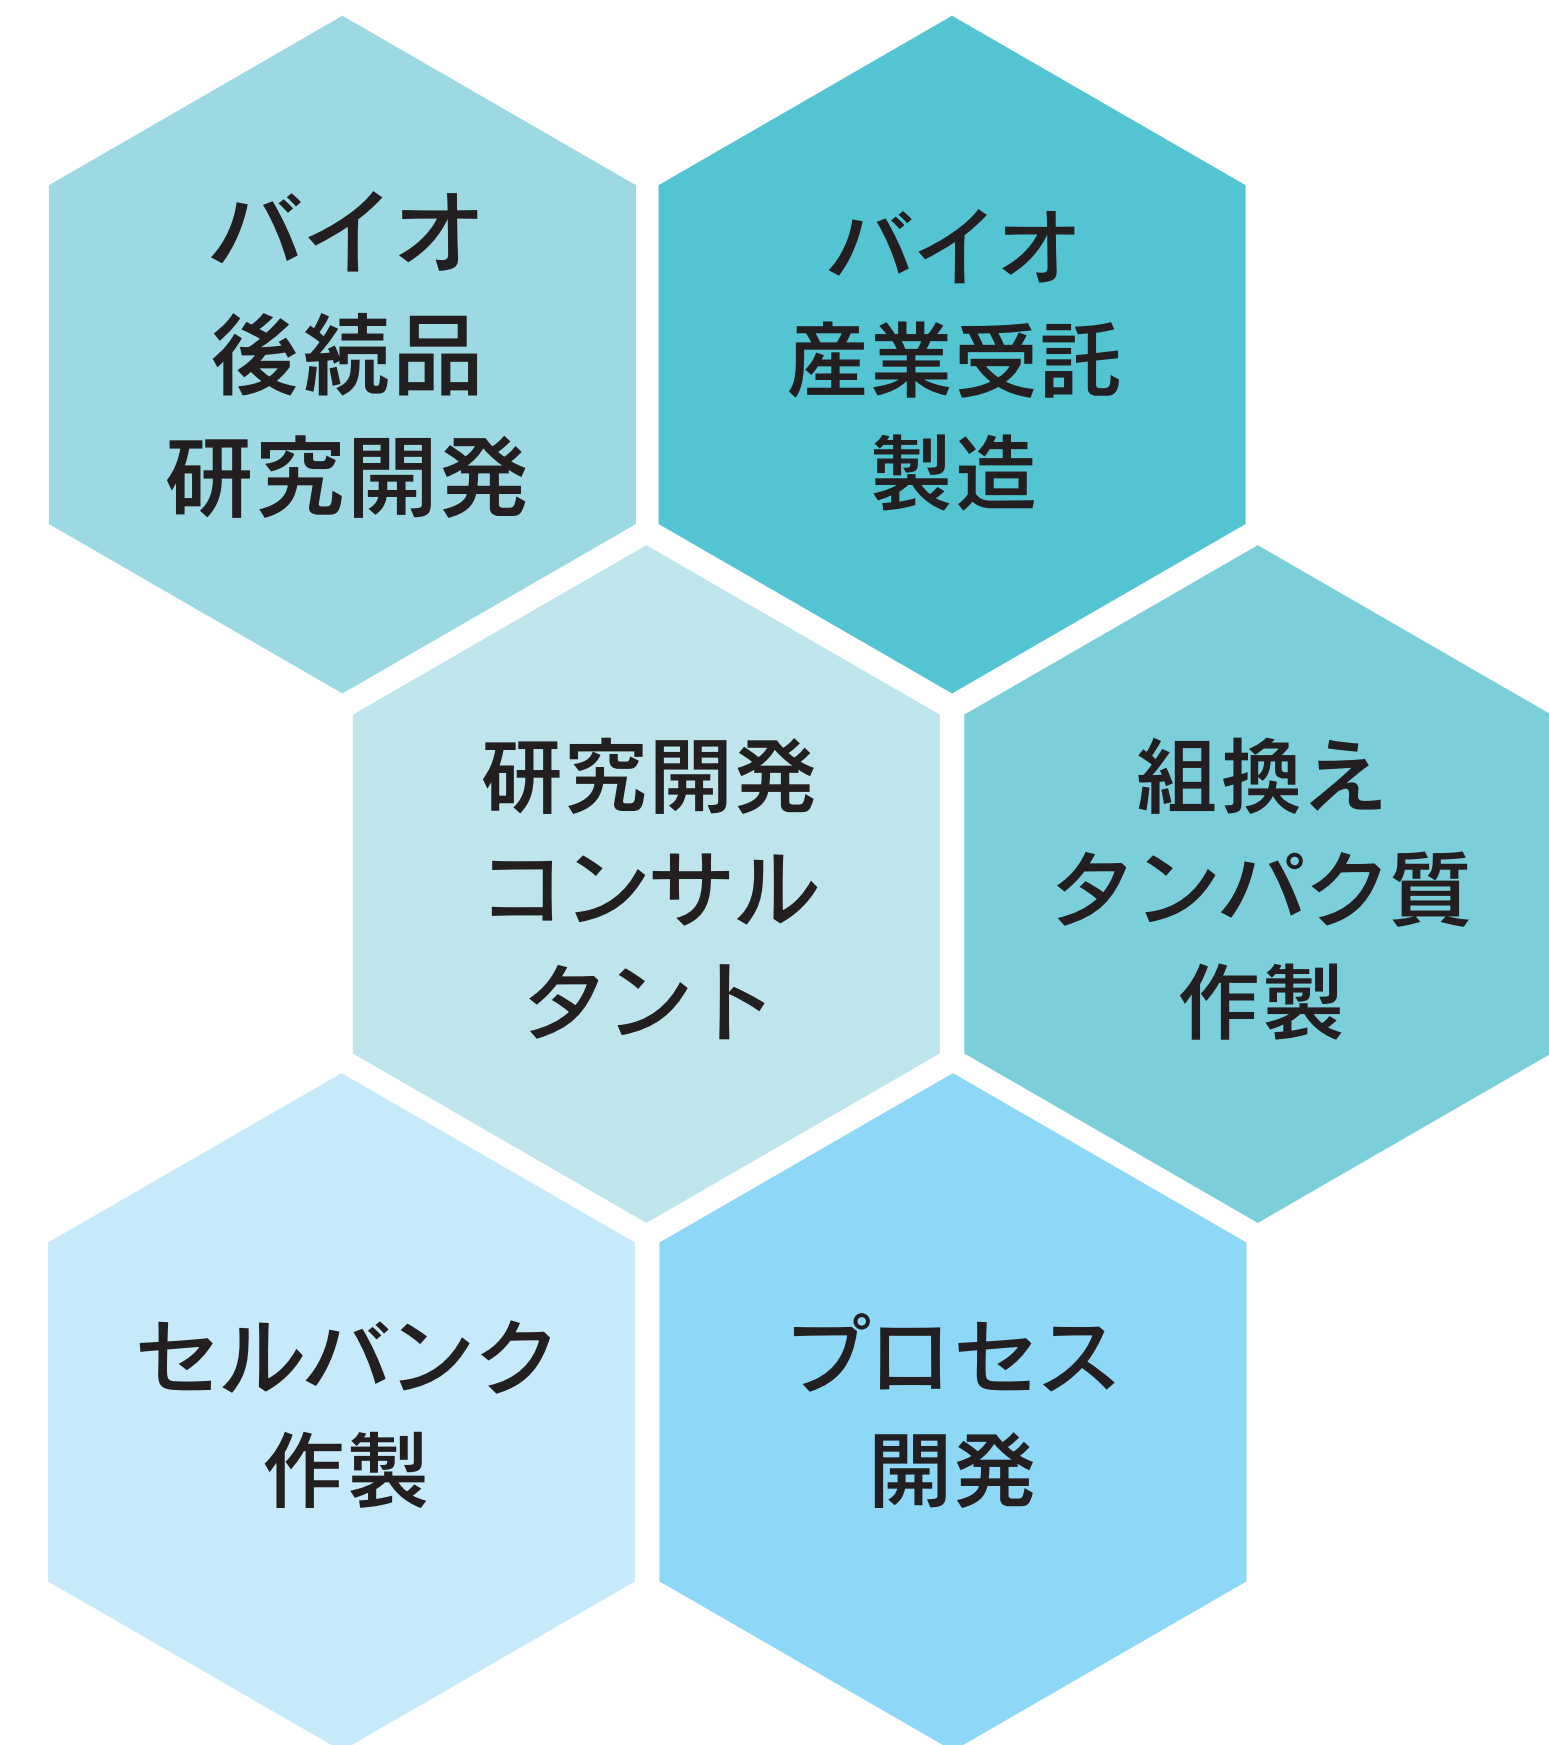 バイオ
後続品
研究開発
バイオ
産業受託
製造
研究開発
コンサル
タント
組換え
タンパク質
作製
セルバンク
作製
プロセス
開発